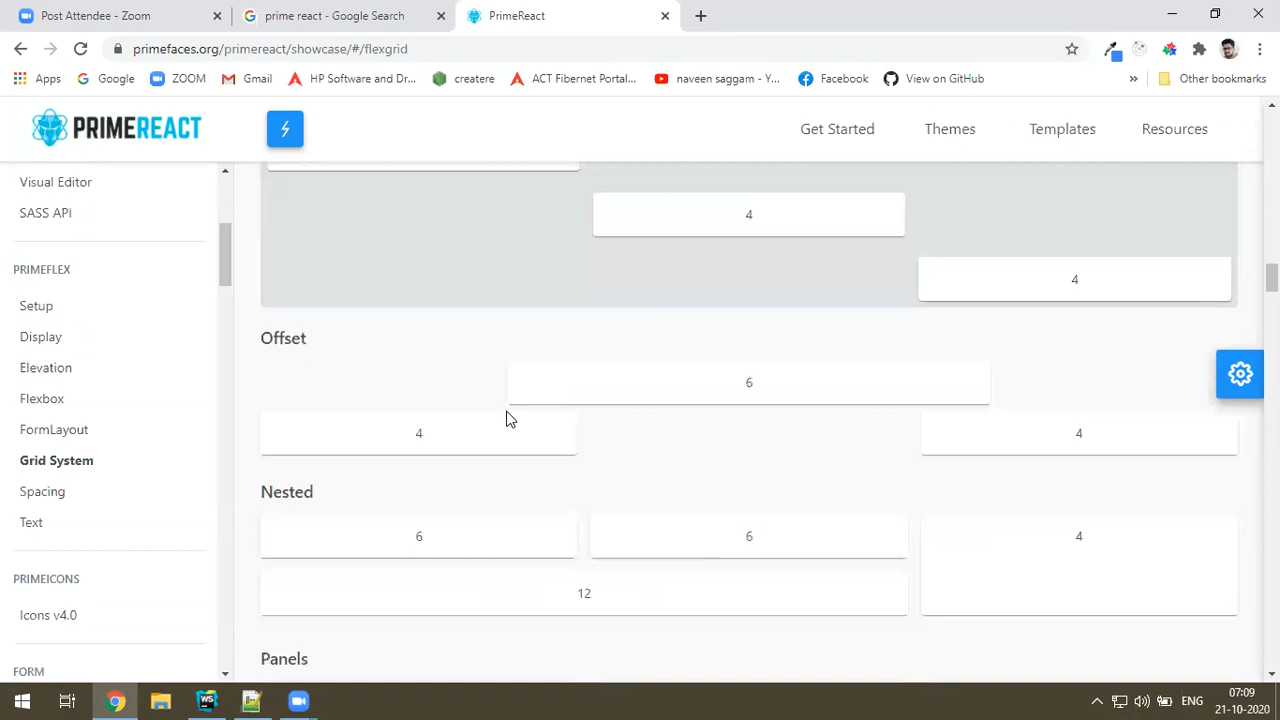 Post Attendee - Zoom
prime react - Google Search
PrimeReact
primefaces.org/primereact/showcase/#/flexgrid
Apps
Google
ZOOM
Gmail
HP Software and Dr...
createre
ACT Fibernet Portal...
naveen saggam - Y...
Facebook
View on GitHub
»
Other bookmarks
PRIMEREACT
Get Started
Themes
Templates
Resources
Visual Editor
SASS API
PRIMEFLEX
Setup
Display
Elevation
Flexbox
FormLayout
Grid System
Spacing
Text
PRIMEICONS
Icons v4.0
FORM
4
4
Offset
6
4
4
Nested
6
6
4
12
Panels
WS
ENG
07:09
21-10-2020